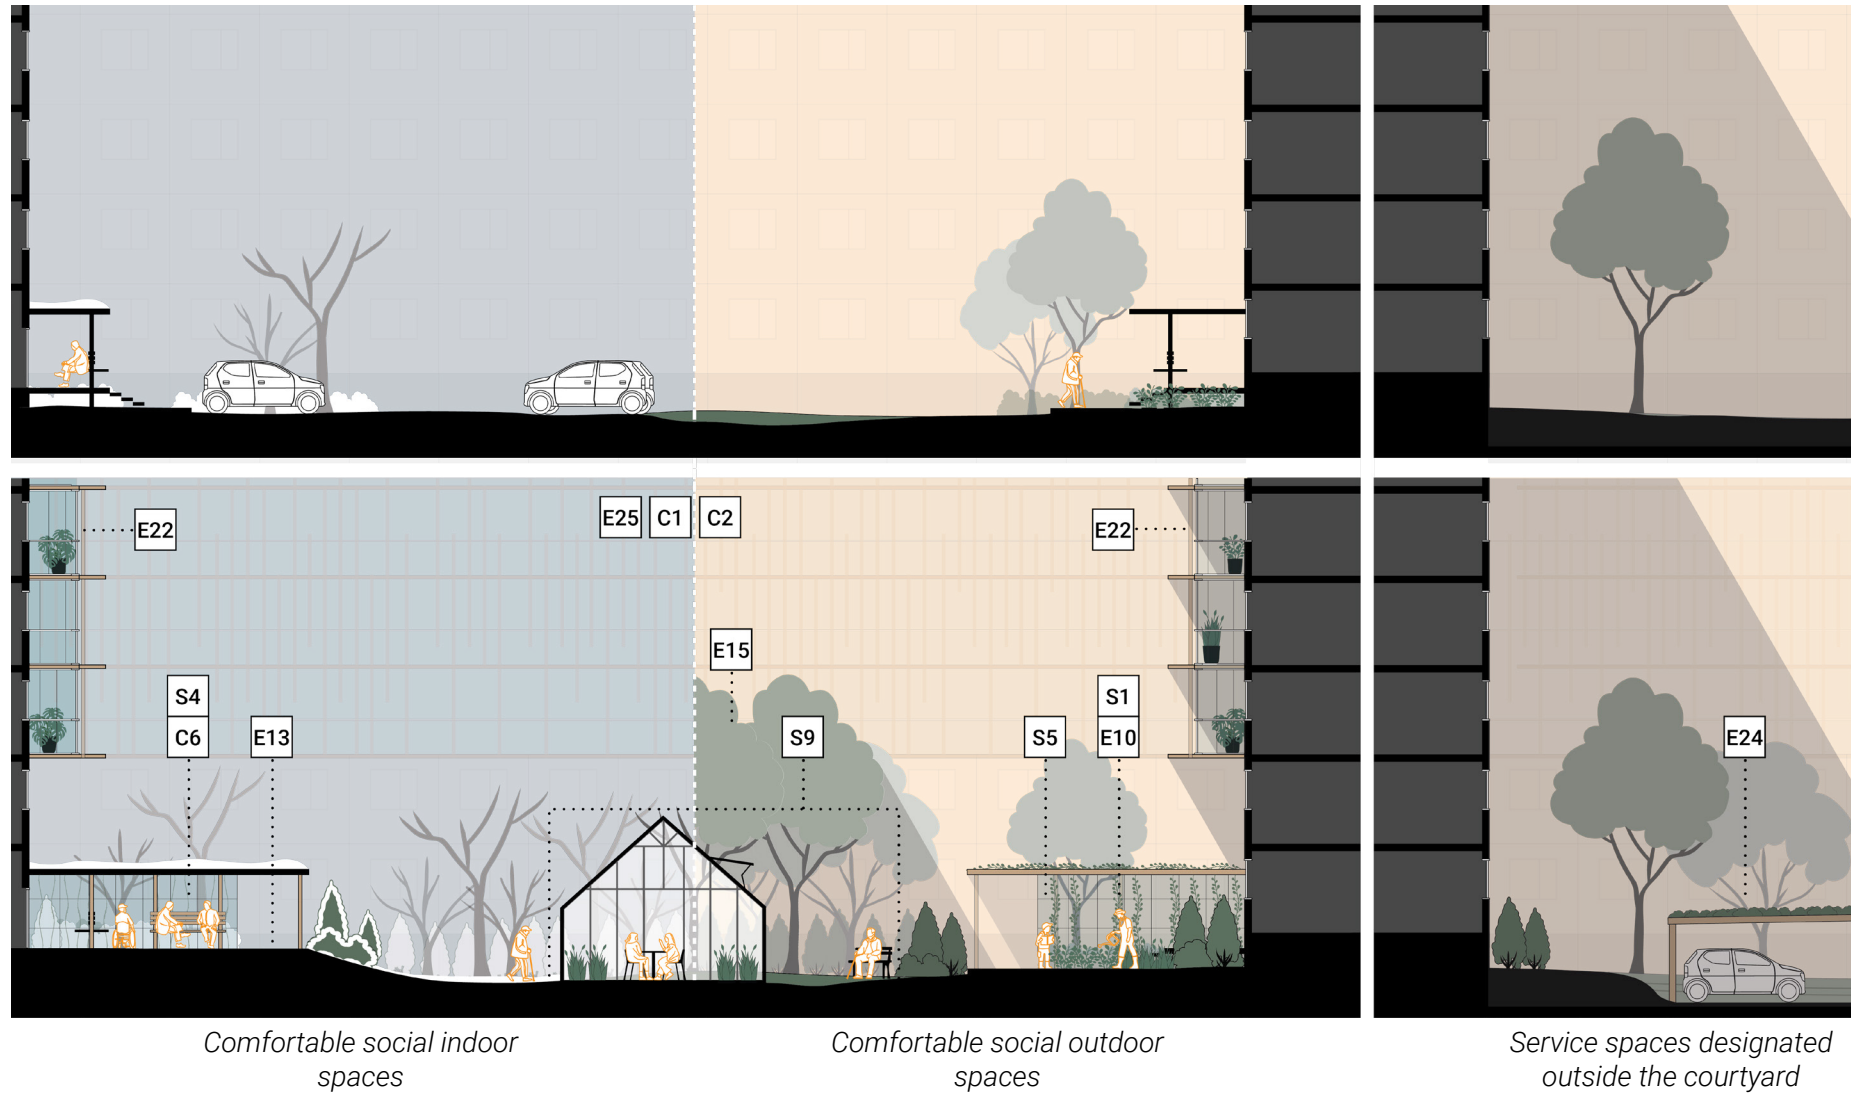 E25 C1 C2
E22
E22
E15
S4
S1
C6
E13
S9
S5
E10
E24
Comfortable social indoor
spaces
Comfortable social outdoor
spaces
Service spaces designated
outside the courtyard